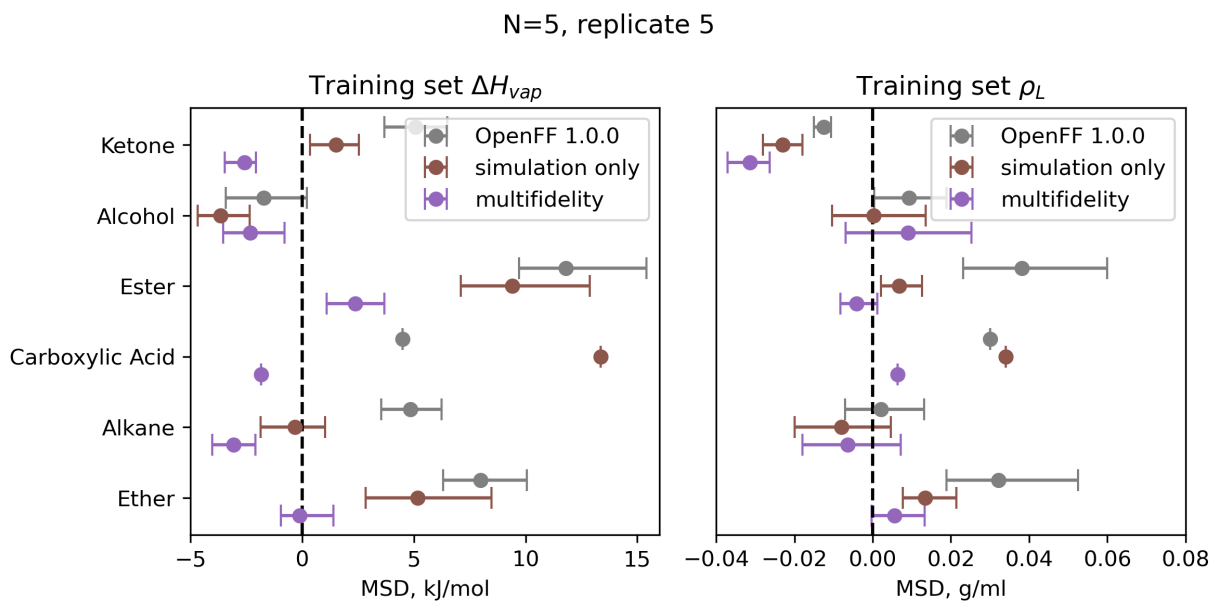 N=5, replicate 5
Training set ΔH_vap
Training set ρ_L
OpenFF 1.0.0
simulation only
multifidelity
OpenFF 1.0.0
simulation only
multifidelity
Ketone
Alcohol
Ester
Carboxylic Acid
Alkane
Ether
−5 0 5 10 15
−0.04 −0.02 0.00 0.02 0.04 0.06 0.08
MSD, kJ/mol
MSD, g/ml